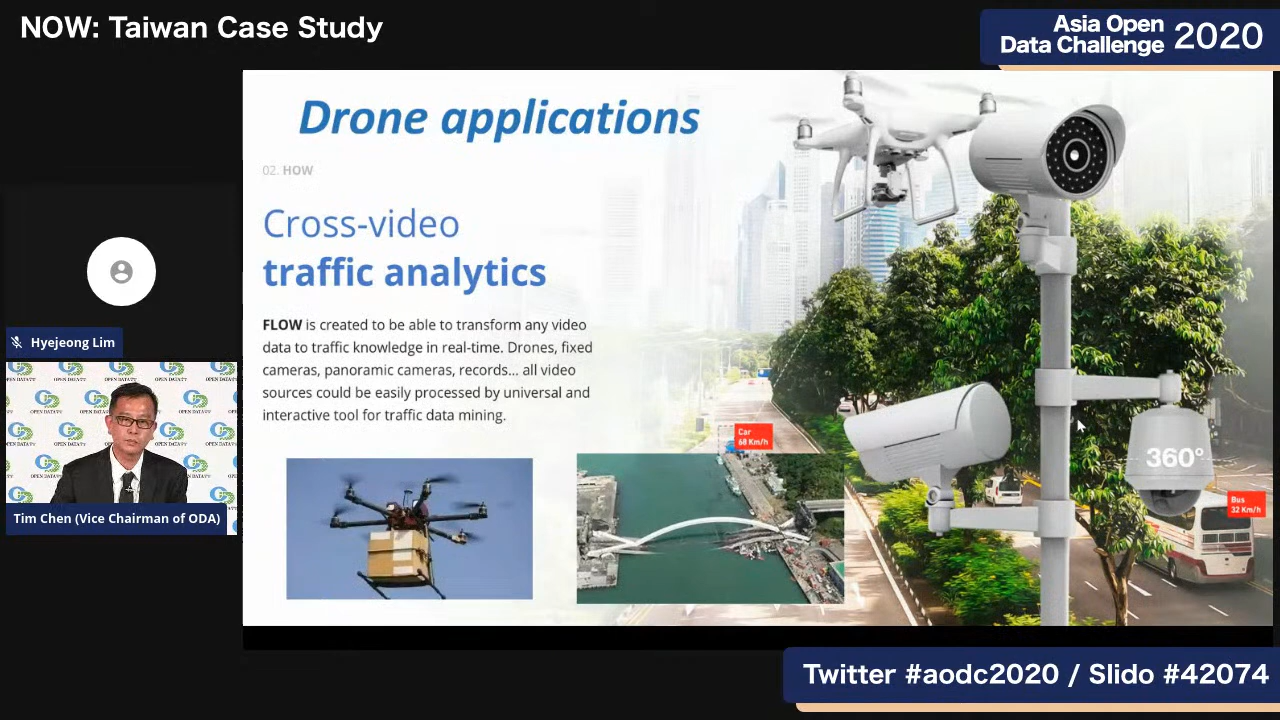 NOW: Taiwan Case Study
Asia Open
Data Challenge
2020
Drone applications
02. HOW
Cross-video
traffic analytics
FLOW is created to be able to transform any video
data to traffic knowledge in real-time. Drones, fixed
cameras, panoramic cameras, records... all video
sources could be easily processed by universal and
interactive tool for traffic data mining.
Car
68 Km/h
360°
Bus
32 Km/h
Hyejeong Lim
OPEN DATA
Tim Chen (Vice Chairman of ODA)
Twitter #aodc2020 / Slido #42074